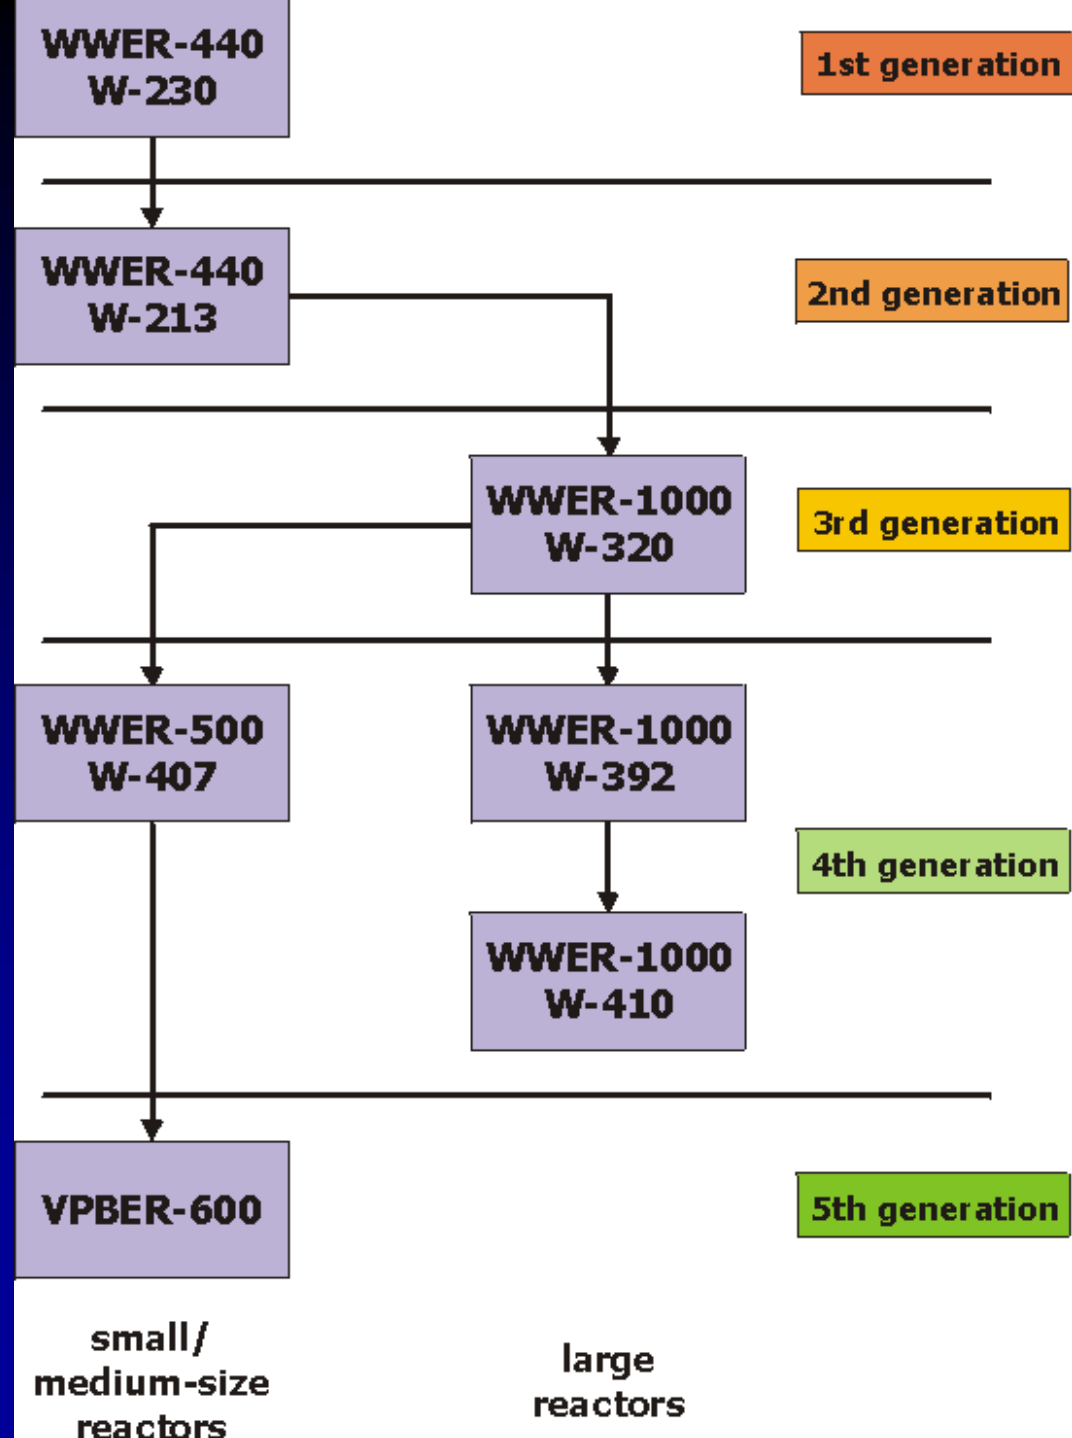 WWER-440
W-230
1st generation
WWER-440
W-213
2nd generation
WWER-1000
W-320
3rd generation
WWER-500
W-407
WWER-1000
W-392
4th generation
WWER-1000
W-410
VPBER-600
5th generation
small/
medium-size
reactors
large
reactors